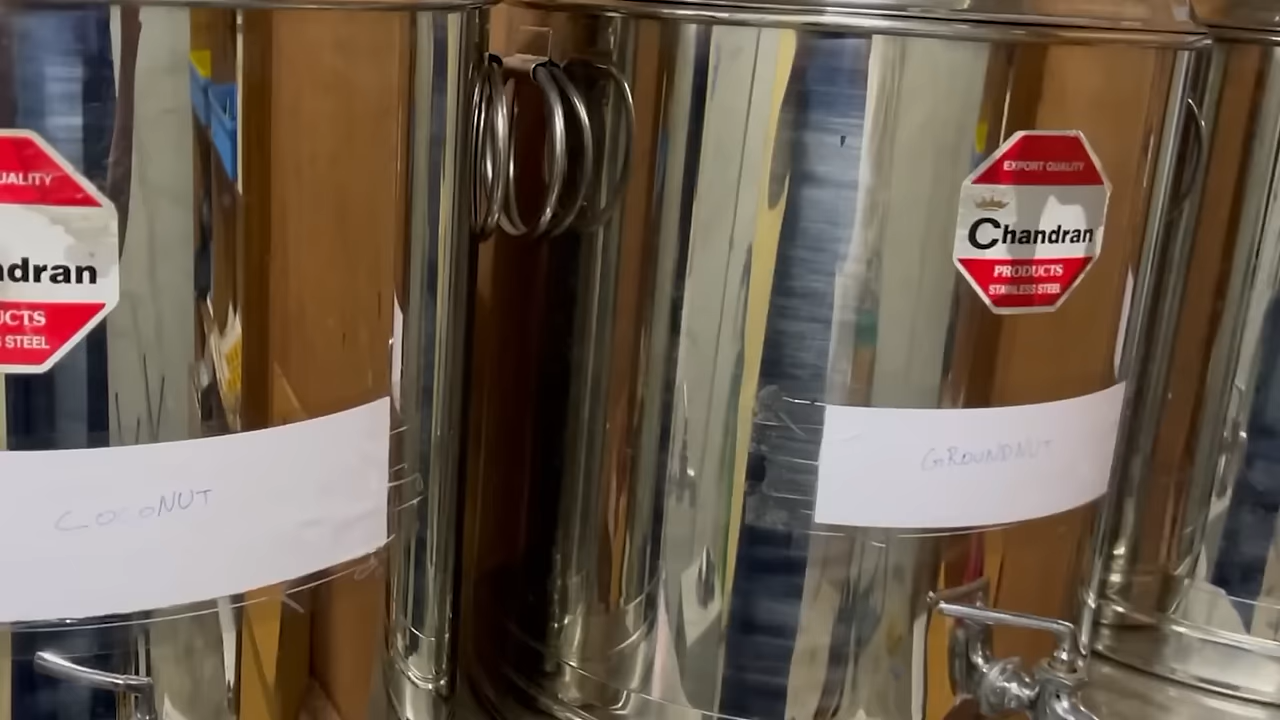 UALITY
ndran
UCTS
STEEL
COCONUT
EXPORT QUALITY
Chandran
PRODUCTS
STAINLESS STEEL
GROUNDNUT